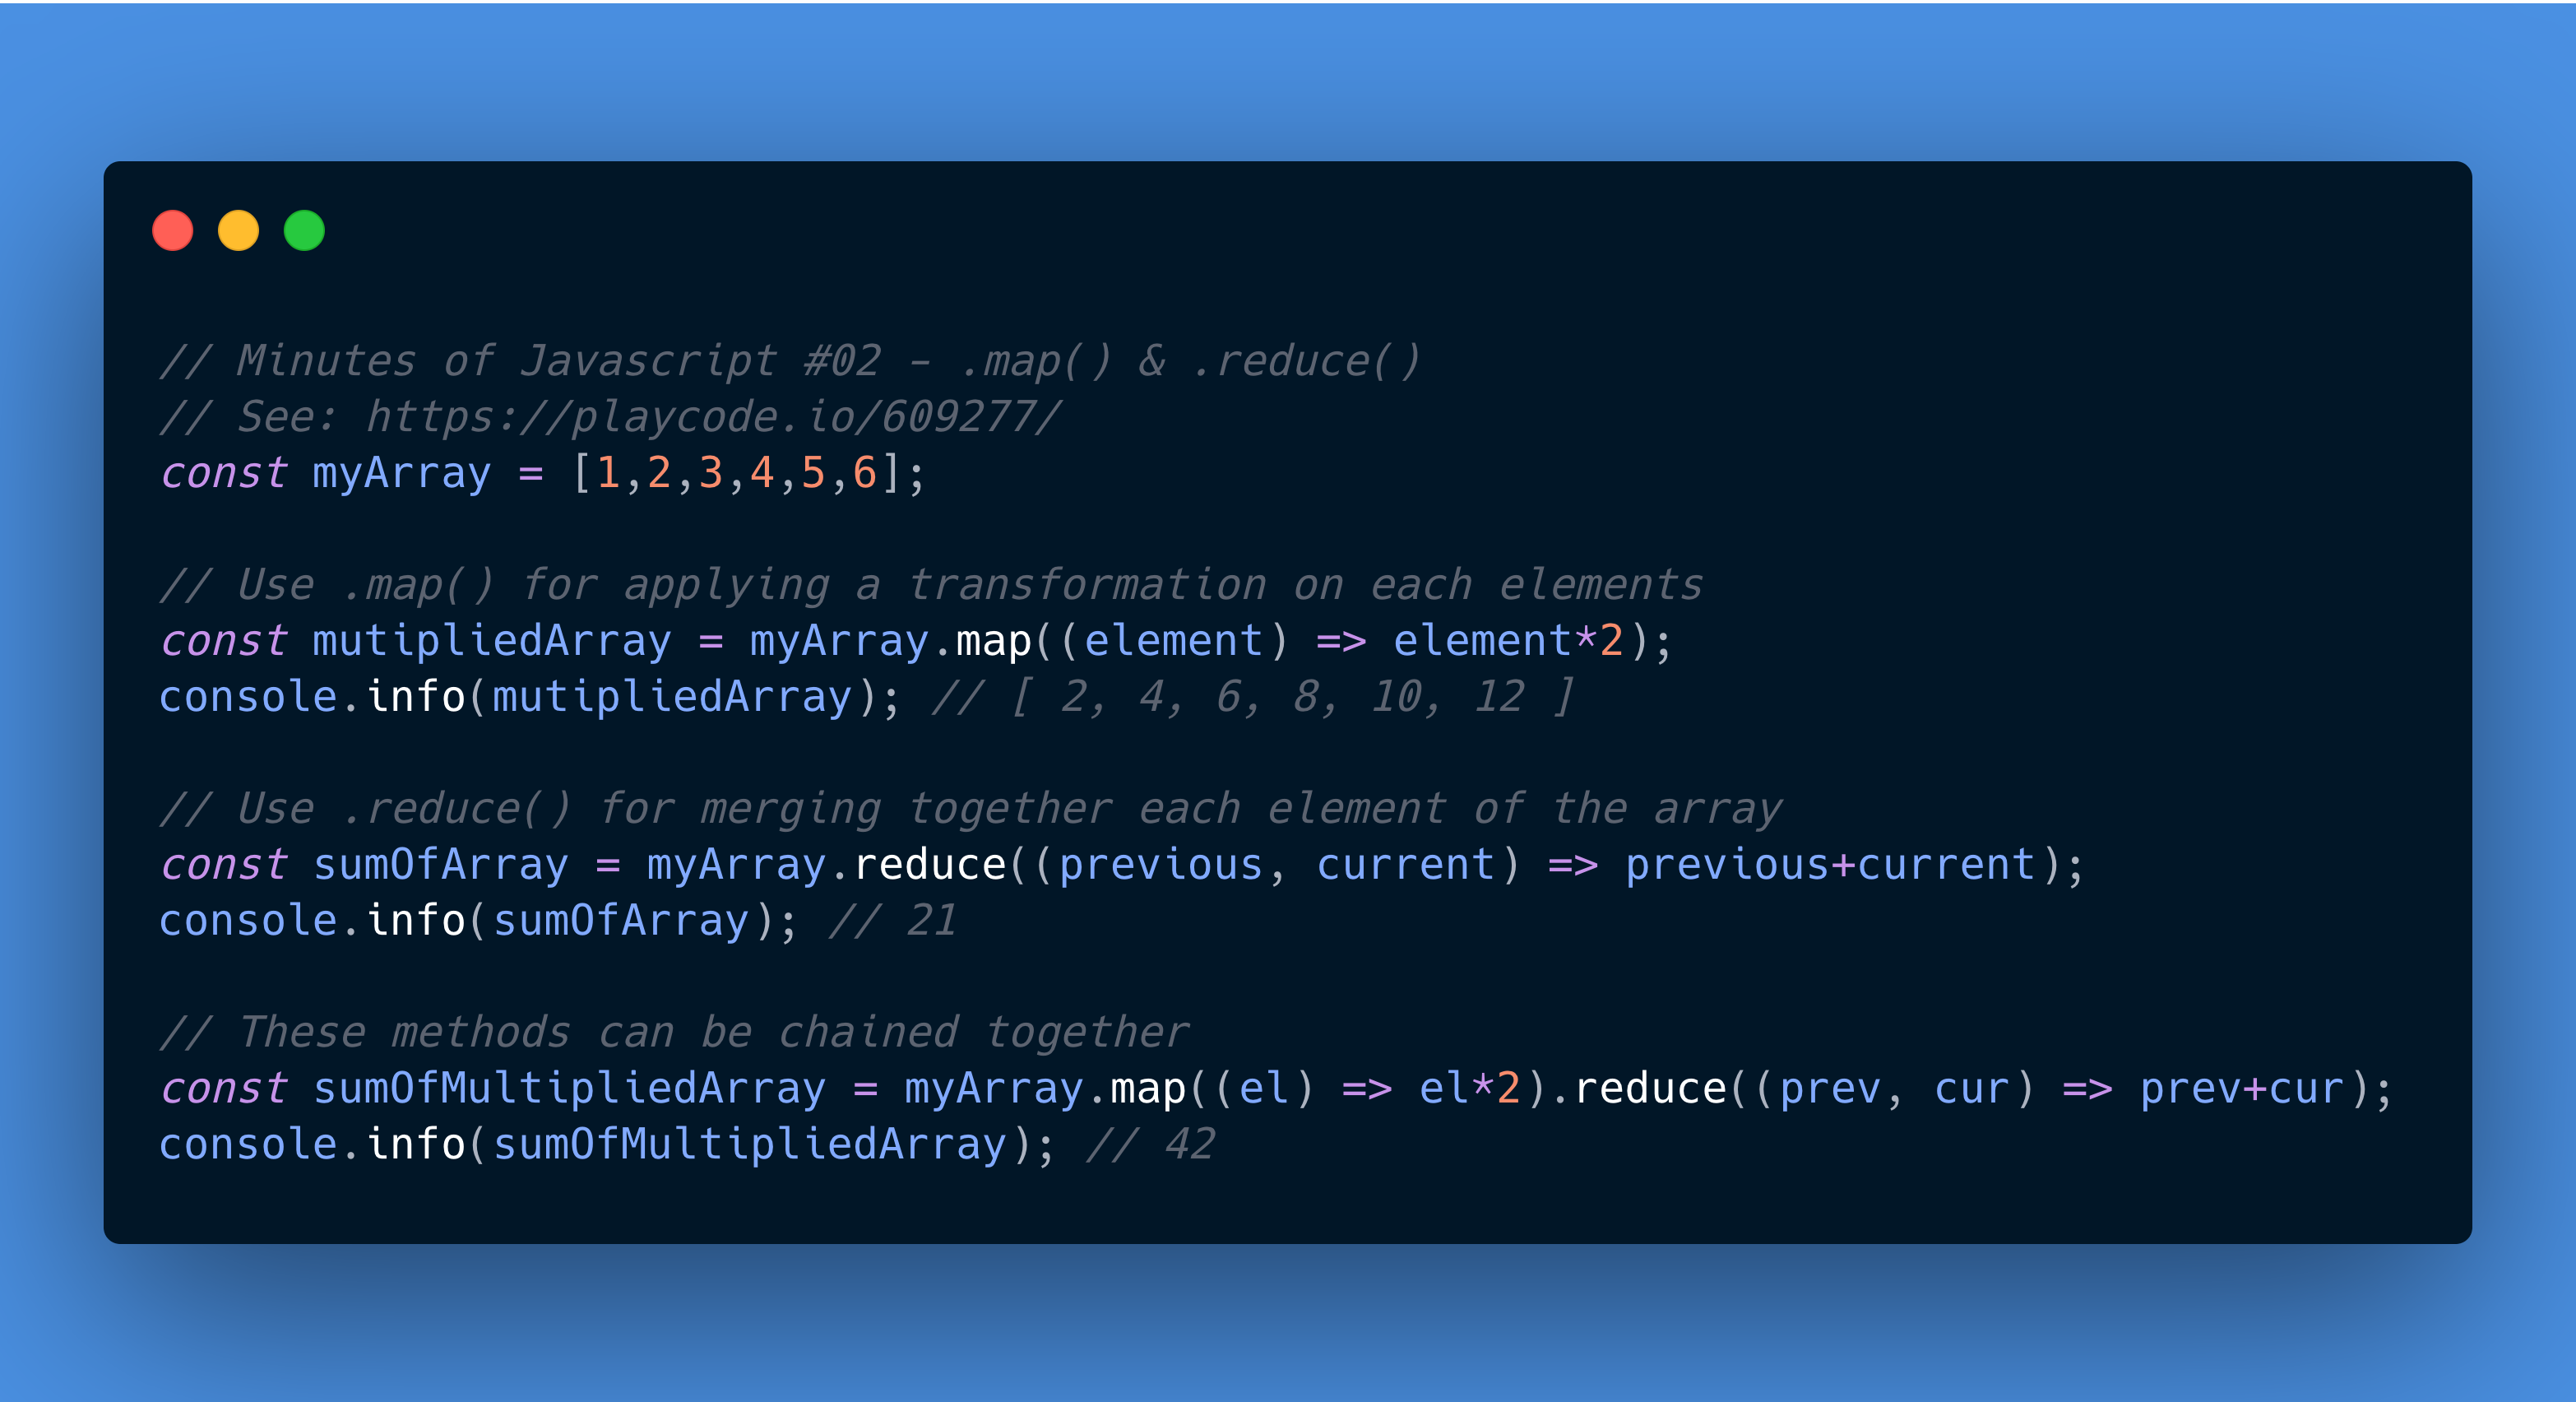 // Minutes of Javascript #02 – .map() & .reduce()
// See: https://playcode.io/609277/
const myArray = [1,2,3,4,5,6];
// Use .map() for applying a transformation on each elements
const mutipliedArray = myArray.map((element) => element*2);
console.info(mutipliedArray); // [ 2, 4, 6, 8, 10, 12 ]
// Use .reduce() for merging together each element of the array
const sumOfArray = myArray.reduce((previous, current) => previous+current);
console.info(sumOfArray); // 21
// These methods can be chained together
const sumOfMultipliedArray = myArray.map((el) => el*2).reduce((prev, cur) => prev+cur);
console.info(sumOfMultipliedArray); // 42